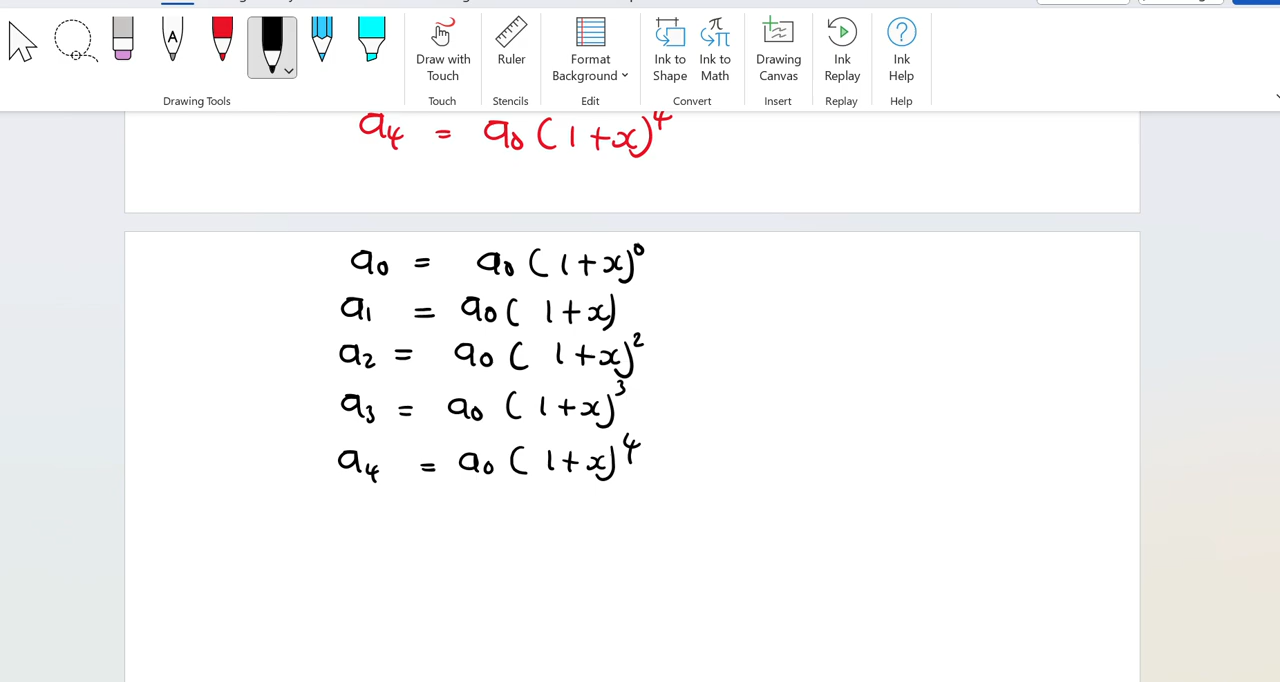 A
Draw with Touch
Ruler
Format Background
Ink to Shape
Ink to Math
Drawing Canvas
Ink Replay
Ink Help
Drawing Tools
Touch
Stencils
Edit
Convert
Insert
Replay
Help
a₄ = a₀(1+x)⁴
a₀ = a₀(1+x)⁰
a₁ = a₀(1+x)
a₂ = a₀(1+x)²
a₃ = a₀(1+x)³
a₄ = a₀(1+x)⁴